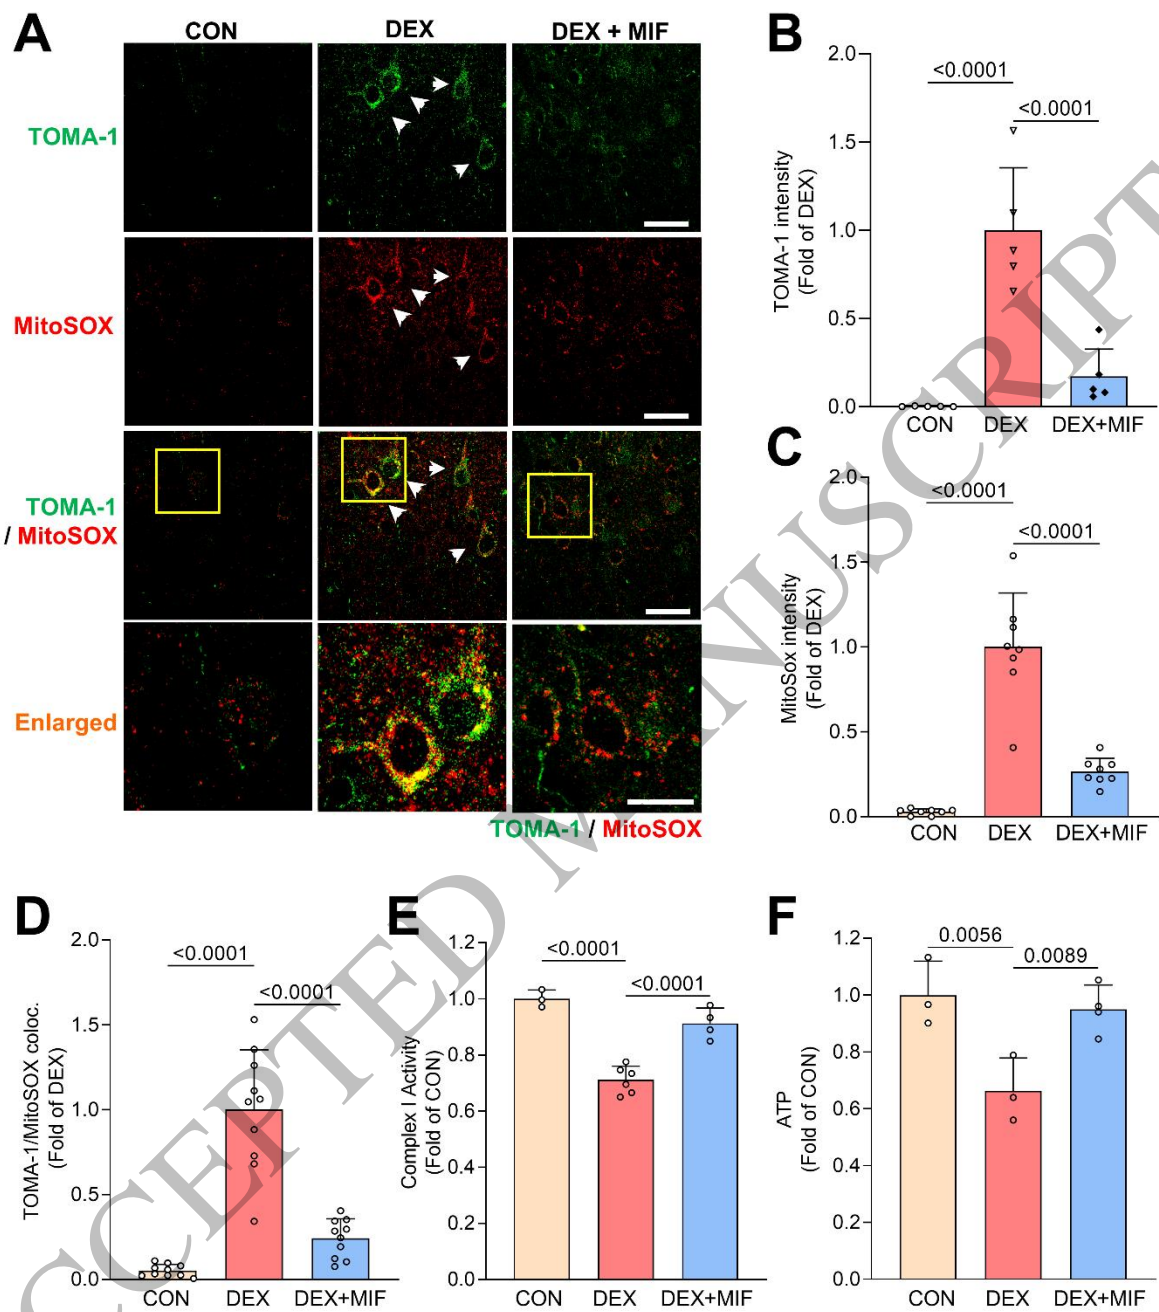 A
CON
DEX
DEX + MIF
TOMA-1
MitoSOX
TOMA-1
/ MitoSOX
Enlarged
TOMA-1 / MitoSOX
B
TOMA-1 intensity
(Fold of DEX)
2.0
1.5
1.0
0.5
0.0
<0.0001
<0.0001
CON
DEX
DEX+MIF
C
MitoSox intensity
(Fold of DEX)
2.0
1.5
1.0
0.5
0.0
<0.0001
<0.0001
CON
DEX
DEX+MIF
D
TOMA-1/MitoSOX coloc.
(Fold of DEX)
2.0
1.5
1.0
0.5
0.0
<0.0001
<0.0001
CON
DEX
DEX+MIF
E
Complex I Activity
(Fold of CON)
1.2
1.0
0.8
0.6
0.4
0.2
0.0
<0.0001
<0.0001
CON
DEX
DEX+MIF
F
ATP
(Fold of CON)
1.2
1.0
0.8
0.6
0.4
0.2
0.0
0.0056
0.0089
CON
DEX
DEX+MIF
CCEPTED MANUSCRIPT